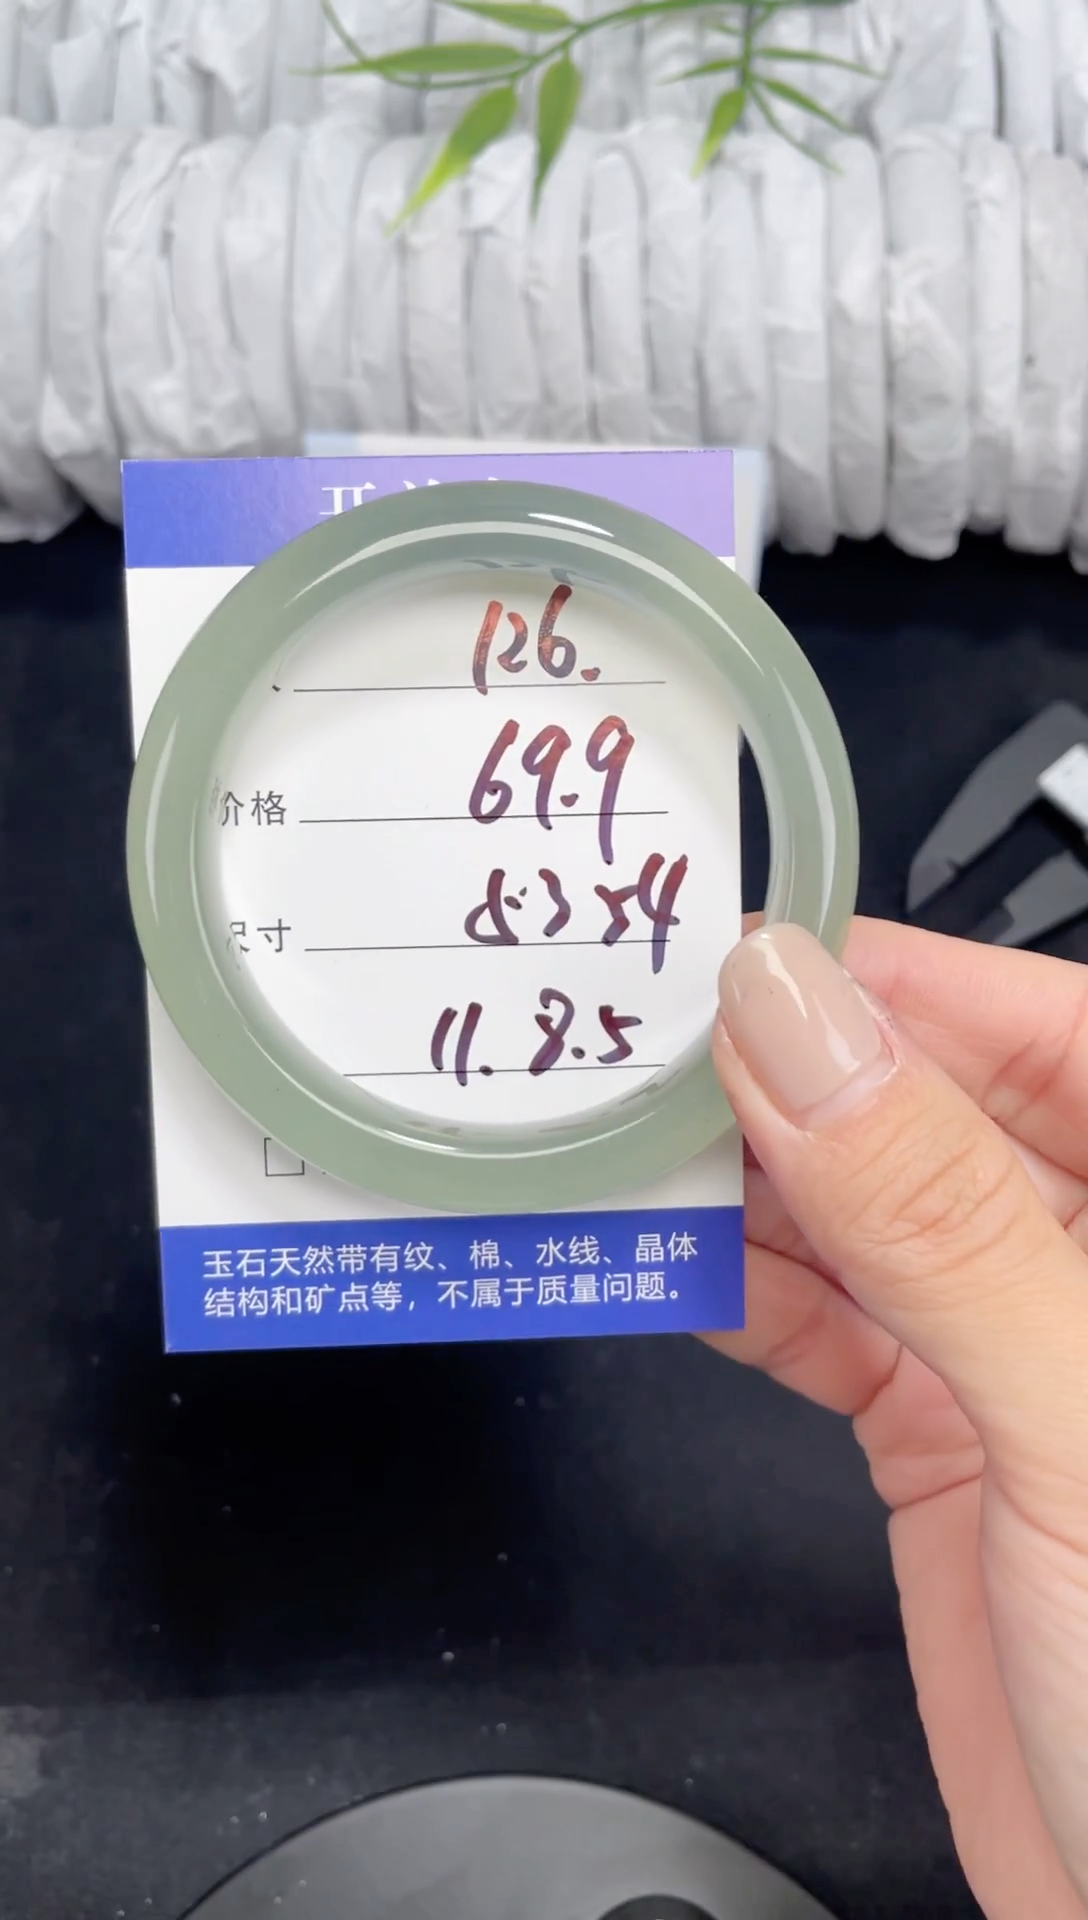 126.
价格 69.9
尺寸 53 54
11. 8.5
玉石天然带有纹、棉、水线、晶体
结构和矿点等，不属于质量问题。